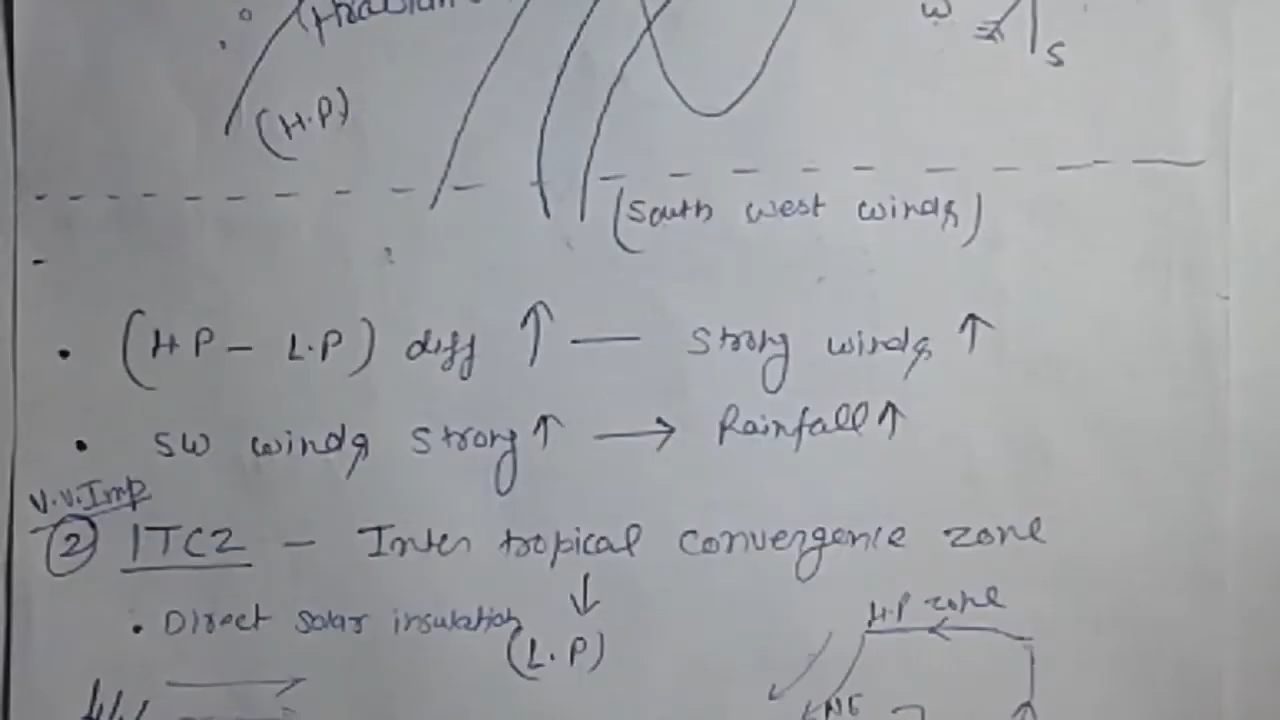 W
S
(H.P)
(South west winds)
• (H P - L.P) diff ↑ — Strong winds ↑
• SW winds strong ↑ → Rainfall ↑
V.V.Imp
② ITCZ - Inter tropical convergence zone
↓
• Direct solar insulation
(L.P)
H.P zone
NE